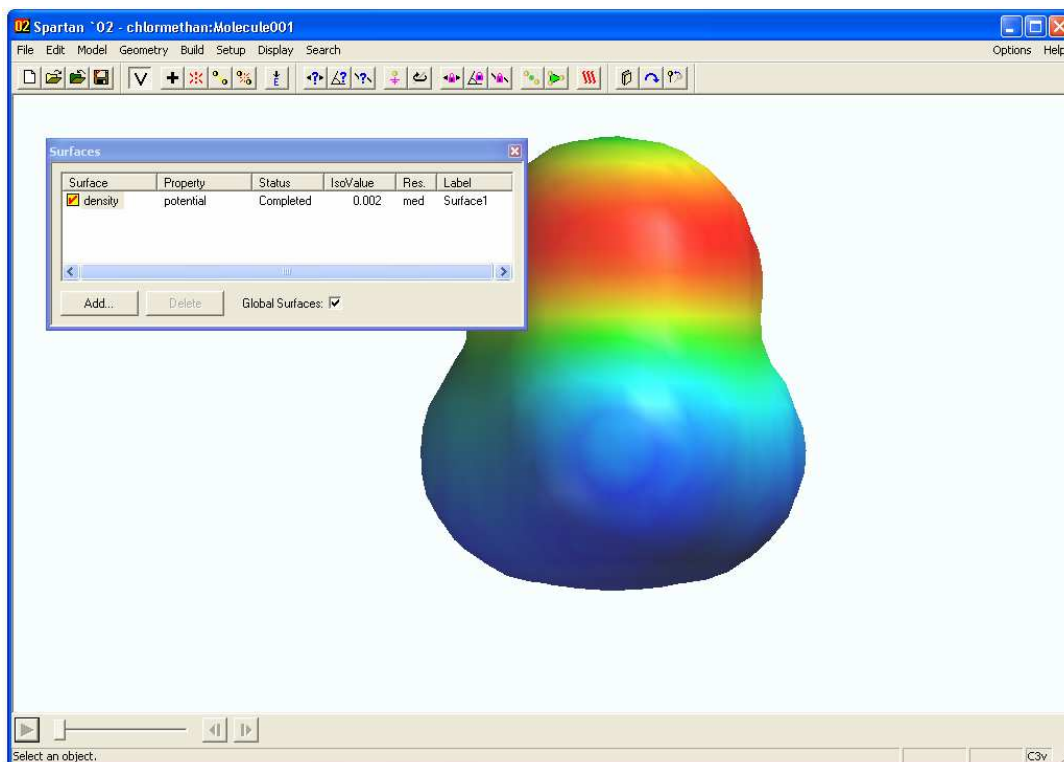 Spartan `02 - chlormethan:Molecule001
File Edit Model Geometry Build Setup Display Search Options Help
Surfaces
Surface Property Status IsoValue Res. Label
density potential Completed 0.002 med Surface1
Add... Delete Global Surfaces:
Select an object. C3v